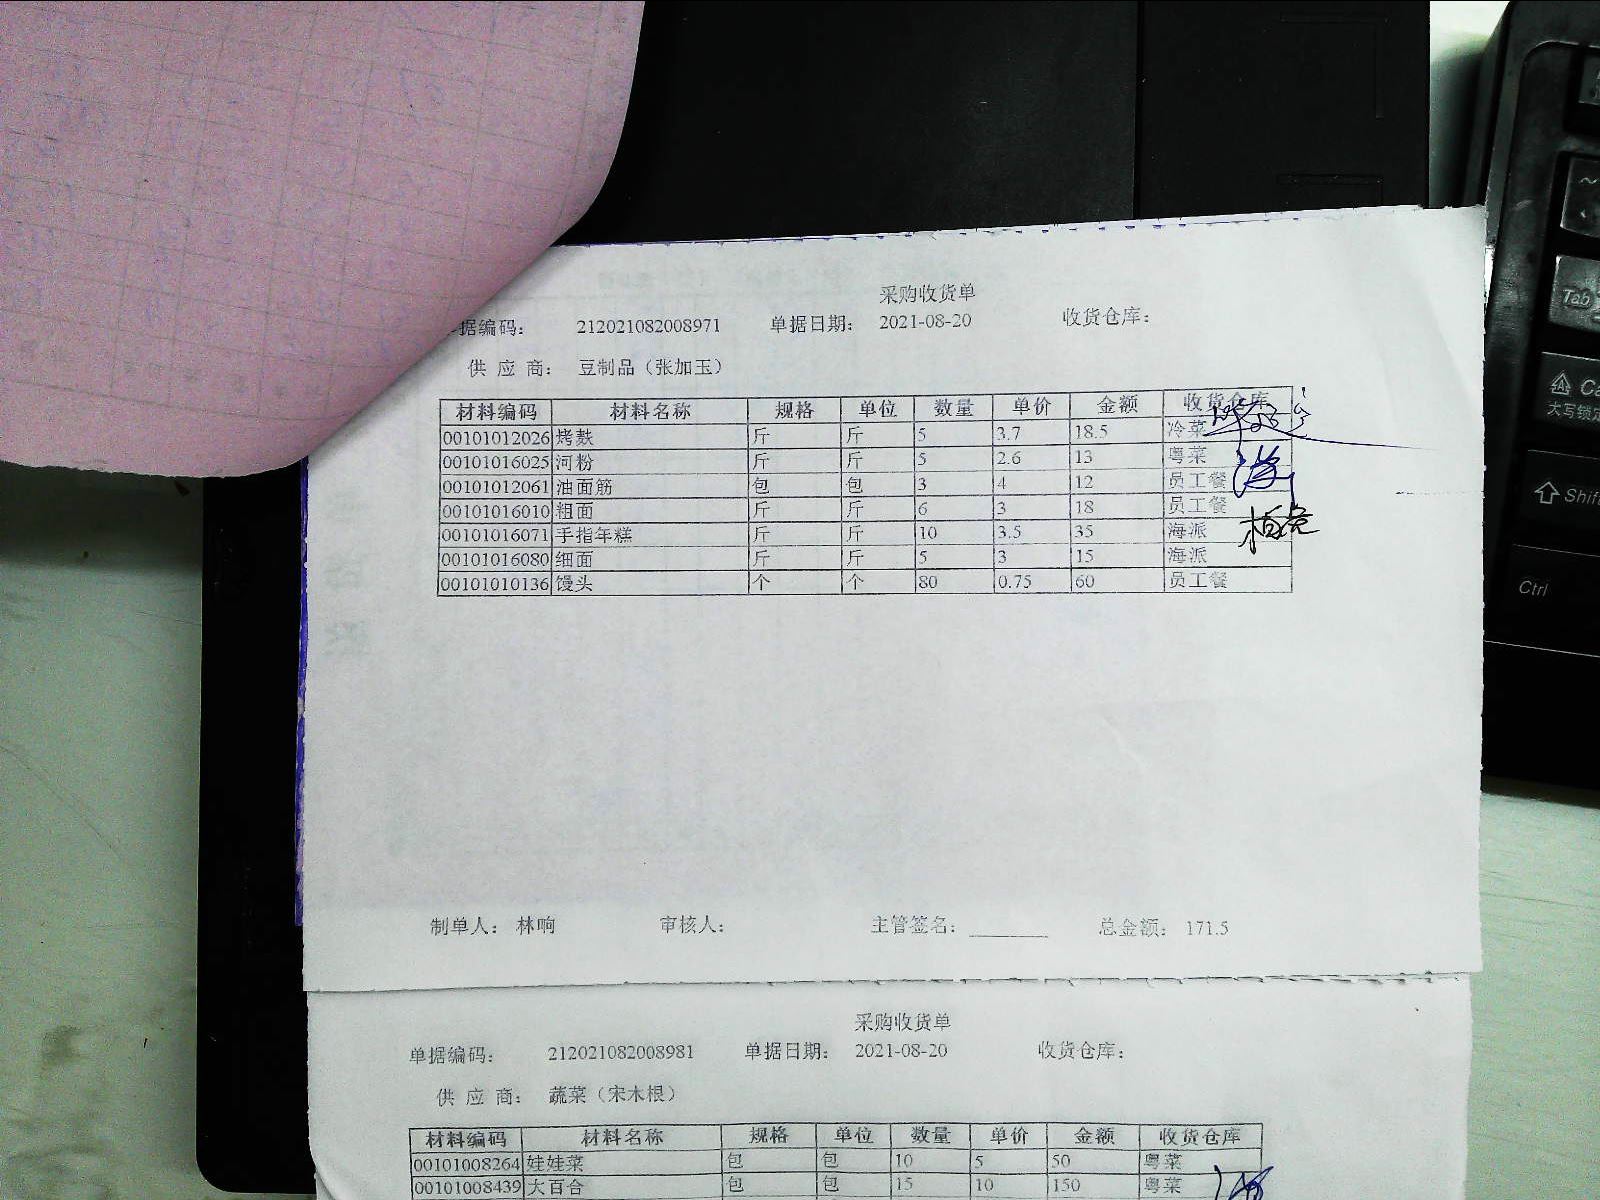 采购收货单
据编码: 212021082008971 单据日期: 2021-08-20 收货仓库:
供 应 商: 豆制品（张加玉）
材料编码 材料名称 规格 单位 数量 单价 金额 收货仓库
00101012026 烤麸 斤 斤 5 3.7 18.5 冷菜
00101016025 河粉 斤 斤 5 2.6 13 粤菜
00101012061 油面筋 包 包 3 4 12 员工餐
00101016010 粗面 斤 斤 6 3 18 员工餐
00101016071 手指年糕 斤 斤 10 3.5 35 海派
00101016080 细面 斤 斤 5 3 15 海派
00101010136 馒头 个 个 80 0.75 60 员工餐
制单人: 林响 审核人: 主管签名: 总金额: 171.5
采购收货单
单据编码: 212021082008981 单据日期: 2021-08-20 收货仓库:
供 应 商: 蔬菜（宋木根）
材料编码 材料名称 规格 单位 数量 单价 金额 收货仓库
00101008264 娃娃菜 包 包 10 5 50 粤菜
00101008439 大百合 包 包 15 10 150 粤菜
Tab
大写锁定
Shift
Ctrl